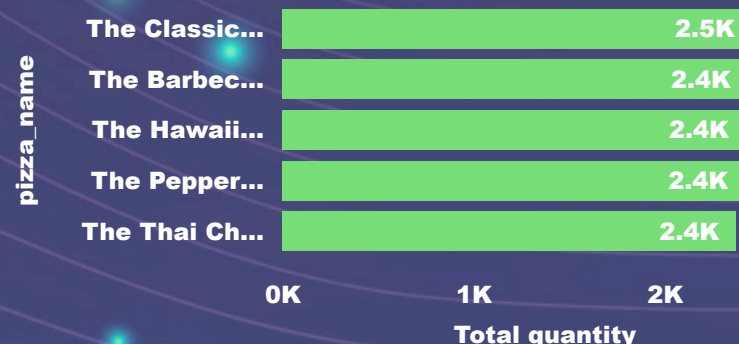 The Classic... 2.5K
The Barbec... 2.4K
pizza_name
The Hawaii... 2.4K
The Pepper... 2.4K
The Thai Ch... 2.4K
0K 1K 2K
Total quantity